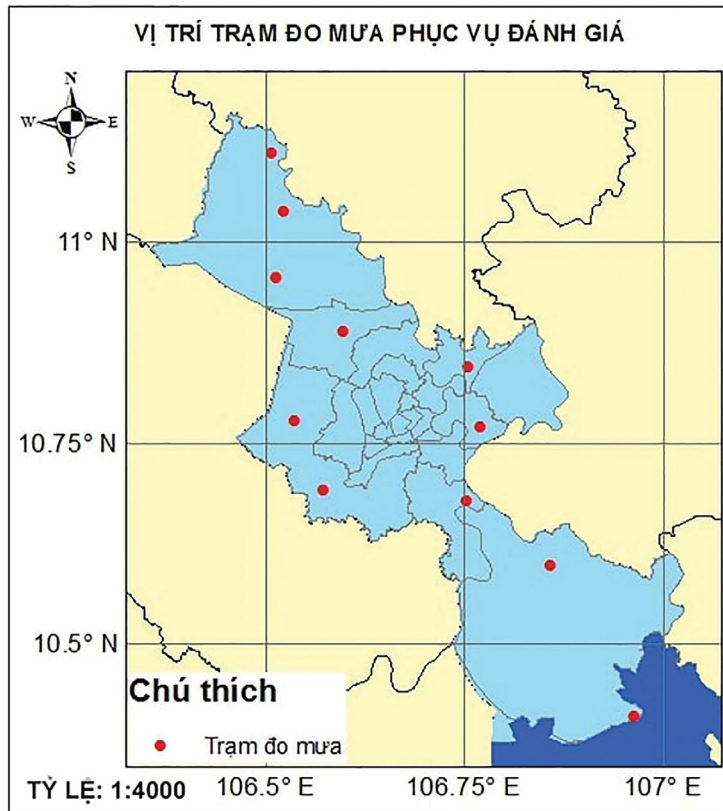 VỊ TRÍ TRẠM ĐO MƯA PHỤC VỤ ĐÁNH GIÁ
N
W E
S
11° N
10.75° N
10.5° N
Chú thích
Trạm đo mưa
TỶ LỆ: 1:4000
106.5° E 106.75° E 107° E